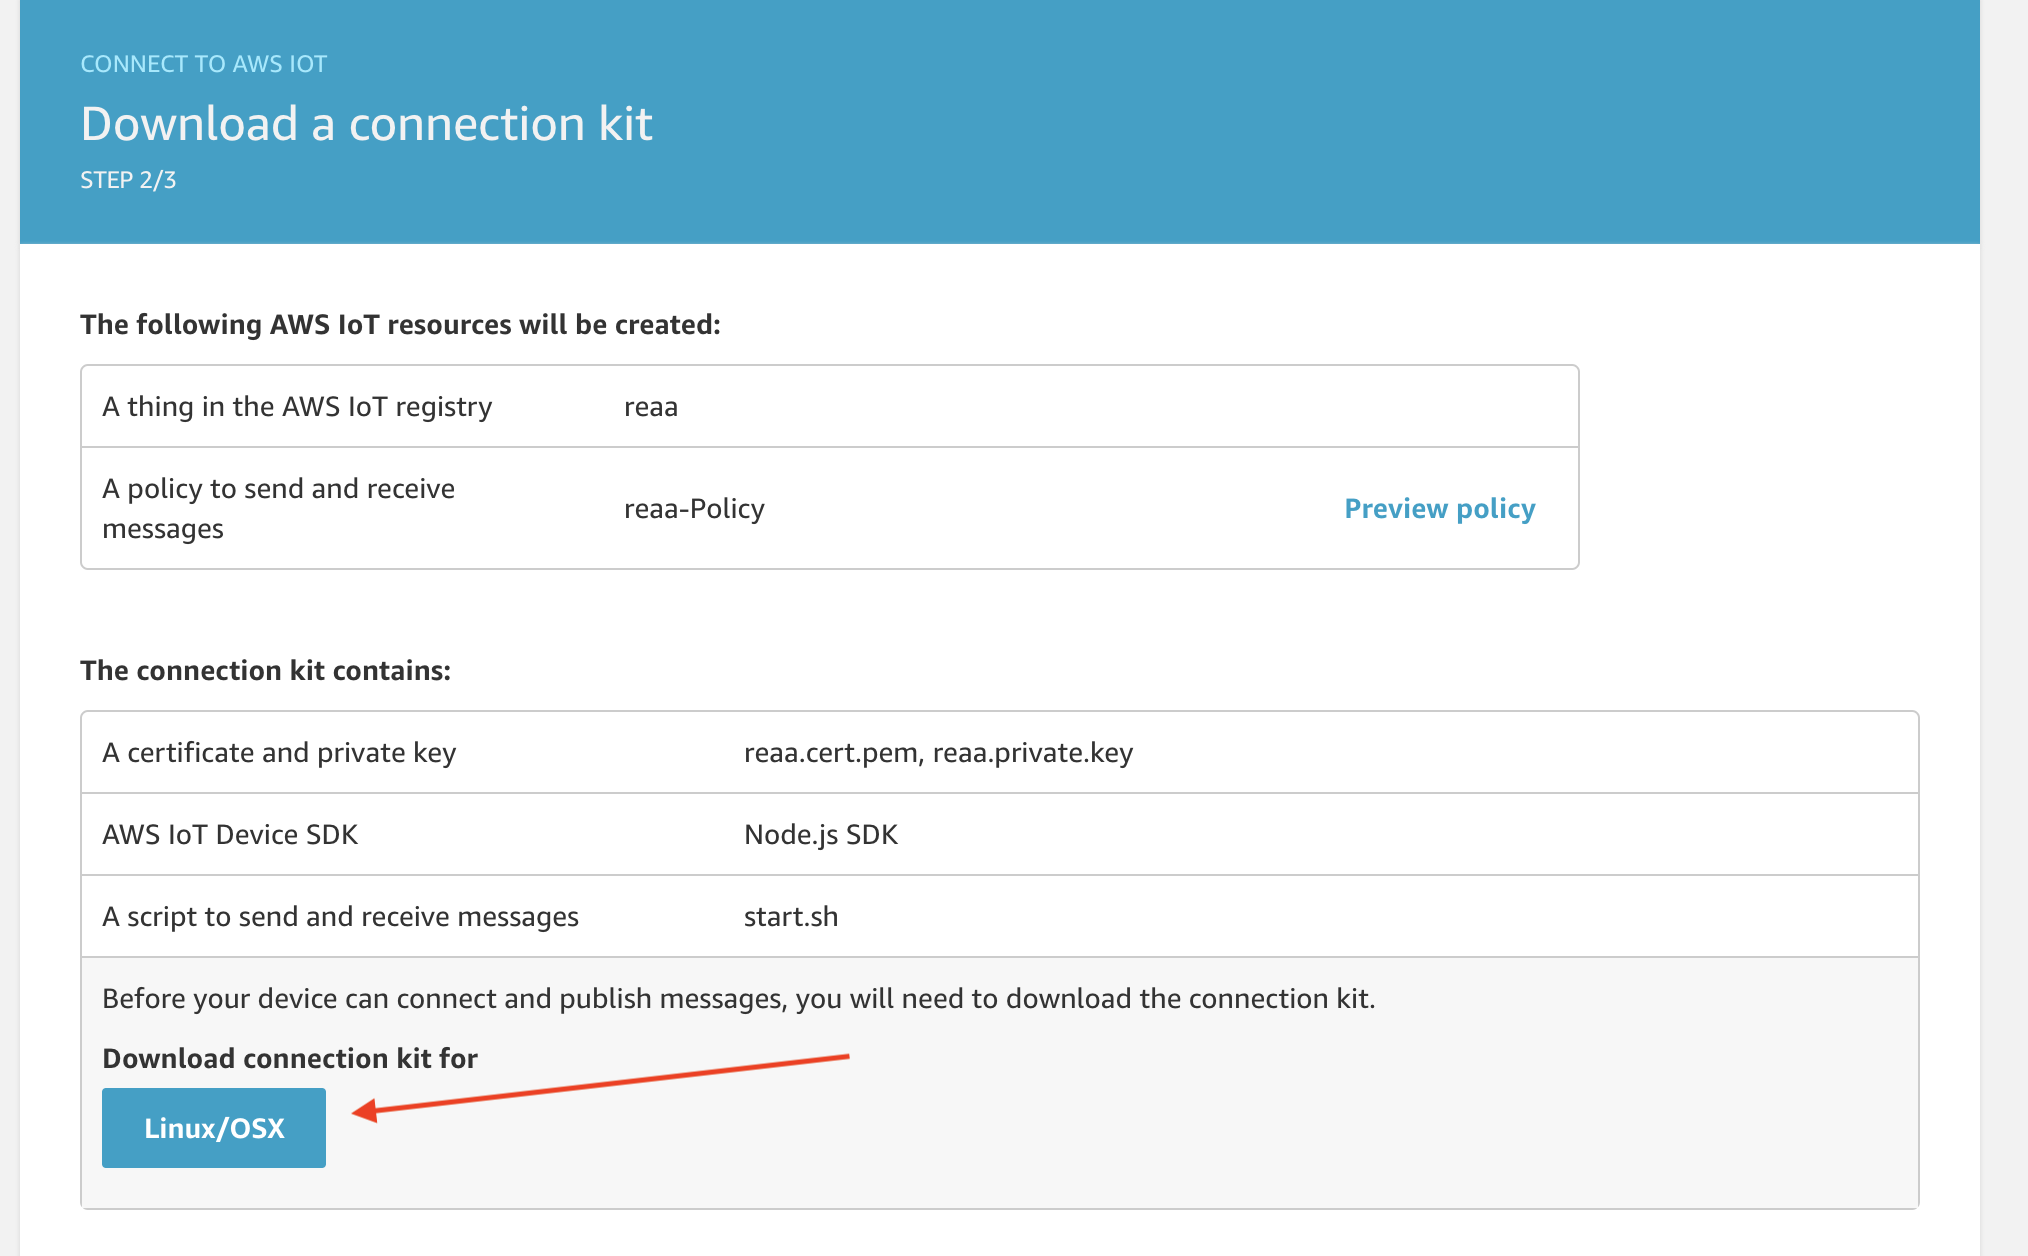 CONNECT TO AWS IOT
Download a connection kit
STEP 2/3
The following AWS IoT resources will be created:
A thing in the AWS IoT registry reaa
A policy to send and receive
messages
reaa-Policy
Preview policy
The connection kit contains:
A certificate and private key reaa.cert.pem, reaa.private.key
AWS IoT Device SDK Node.js SDK
A script to send and receive messages start.sh
Before your device can connect and publish messages, you will need to download the connection kit.
Download connection kit for
Linux/OSX